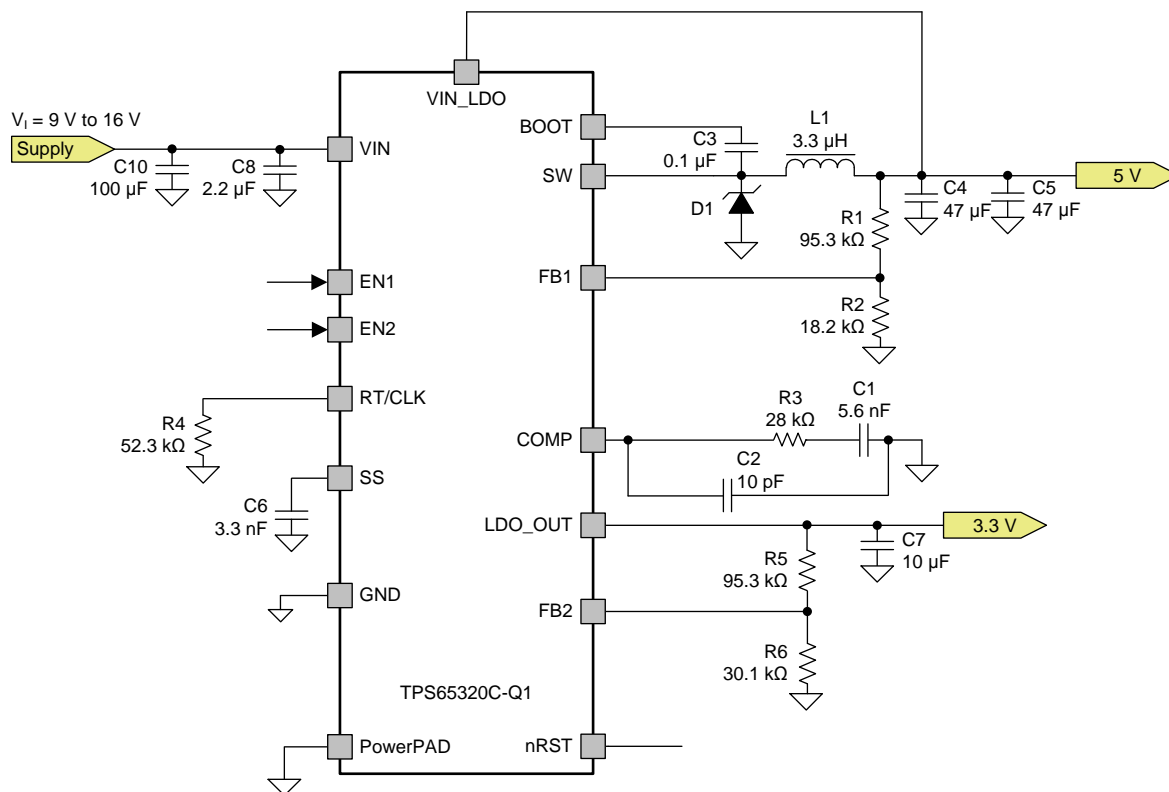 VIN_LDO
V_I = 9 V to 16 V
Supply
C10
100 µF
C8
2.2 µF
VIN
BOOT
C3
0.1 µF
L1
3.3 µH
SW
D1
R1
95.3 kΩ
C4
47 µF
C5
47 µF
5 V
EN1
FB1
EN2
R2
18.2 kΩ
RT/CLK
R4
52.3 kΩ
COMP
R3
28 kΩ
C1
5.6 nF
C2
10 pF
SS
C6
3.3 nF
LDO_OUT
3.3 V
R5
95.3 kΩ
C7
10 µF
GND
FB2
R6
30.1 kΩ
TPS65320C-Q1
PowerPAD
nRST